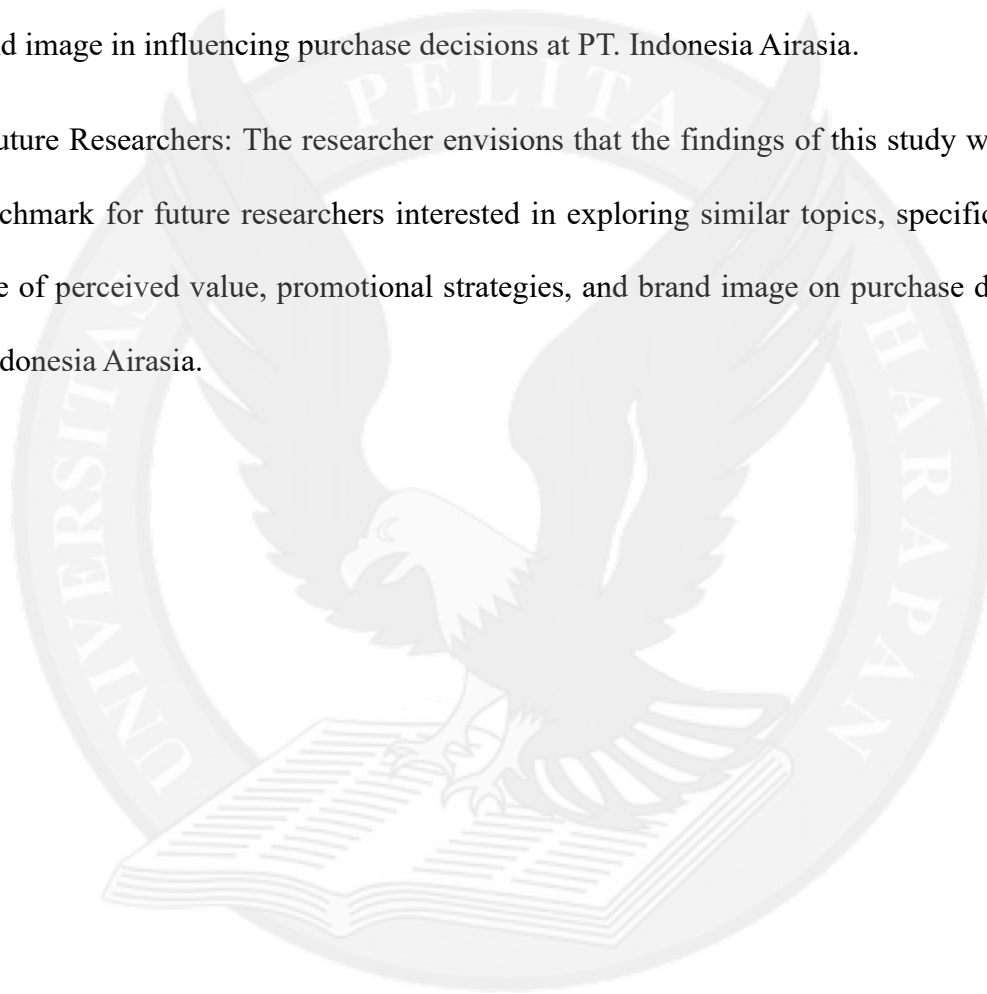 d image in influencing purchase decisions at PT. Indonesia Airasia.
uture Researchers: The researcher envisions that the findings of this study w
chmark for future researchers interested in exploring similar topics, specific
e of perceived value, promotional strategies, and brand image on purchase d
donesia Airasia.
UNIVERSITAS PELITA HARAPAN